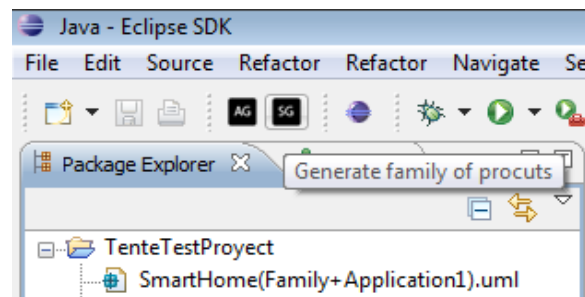 Java - Eclipse SDK
File Edit Source Refactor Refactor Navigate Se
AG SG
Package Explorer
Generate family of procuts
TenteTestProyect
SmartHome(Family+Application1).uml